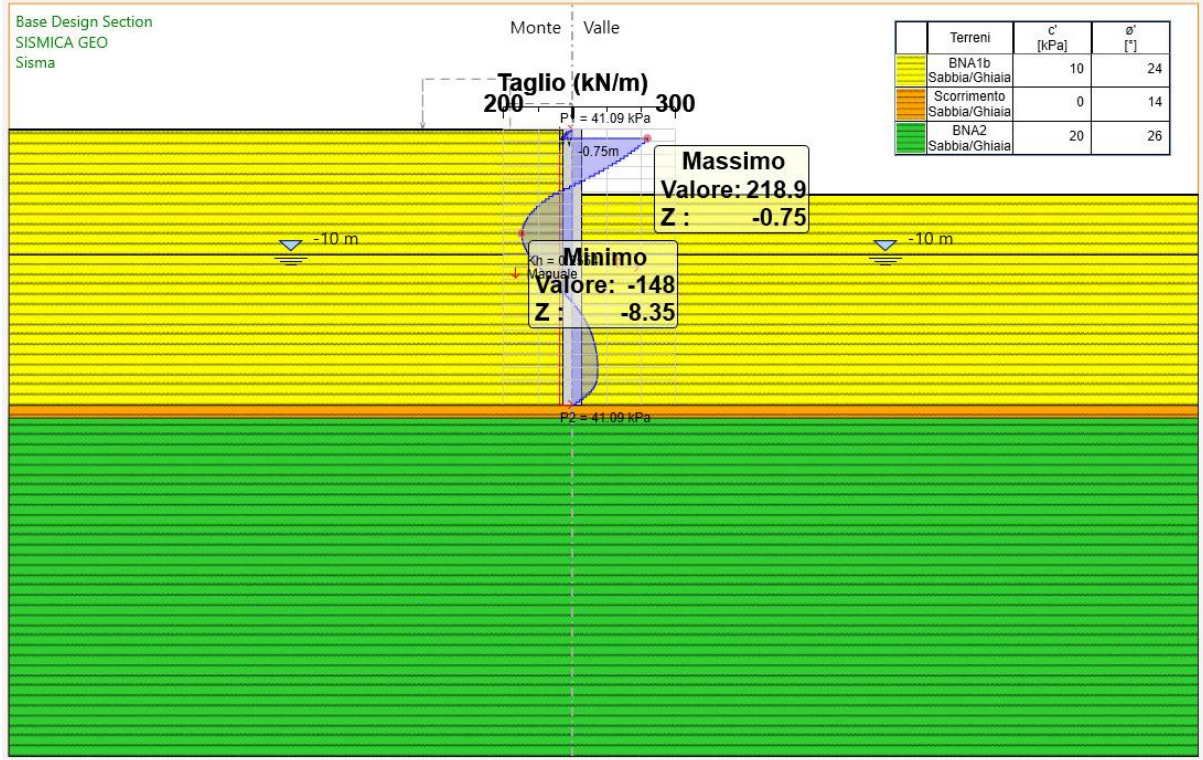 Base Design Section
SISMICA GEO
Sisma
Monte Valle
Terreni c' [kPa] ø' [°]
BNA1b Sabbia/Ghiaia 10 24
Scorrimento Sabbia/Ghiaia 0 14
BNA2 Sabbia/Ghiaia 20 26
Taglio (kN/m)
200 300
P1 = 41.09 kPa
-0.75m
Massimo
Valore: 218.9
Z : -0.75
-10 m
-10 m
Minimo
Kh =
Manuale
Valore: -148
Z : -8.35
P2 = 41.09 kPa